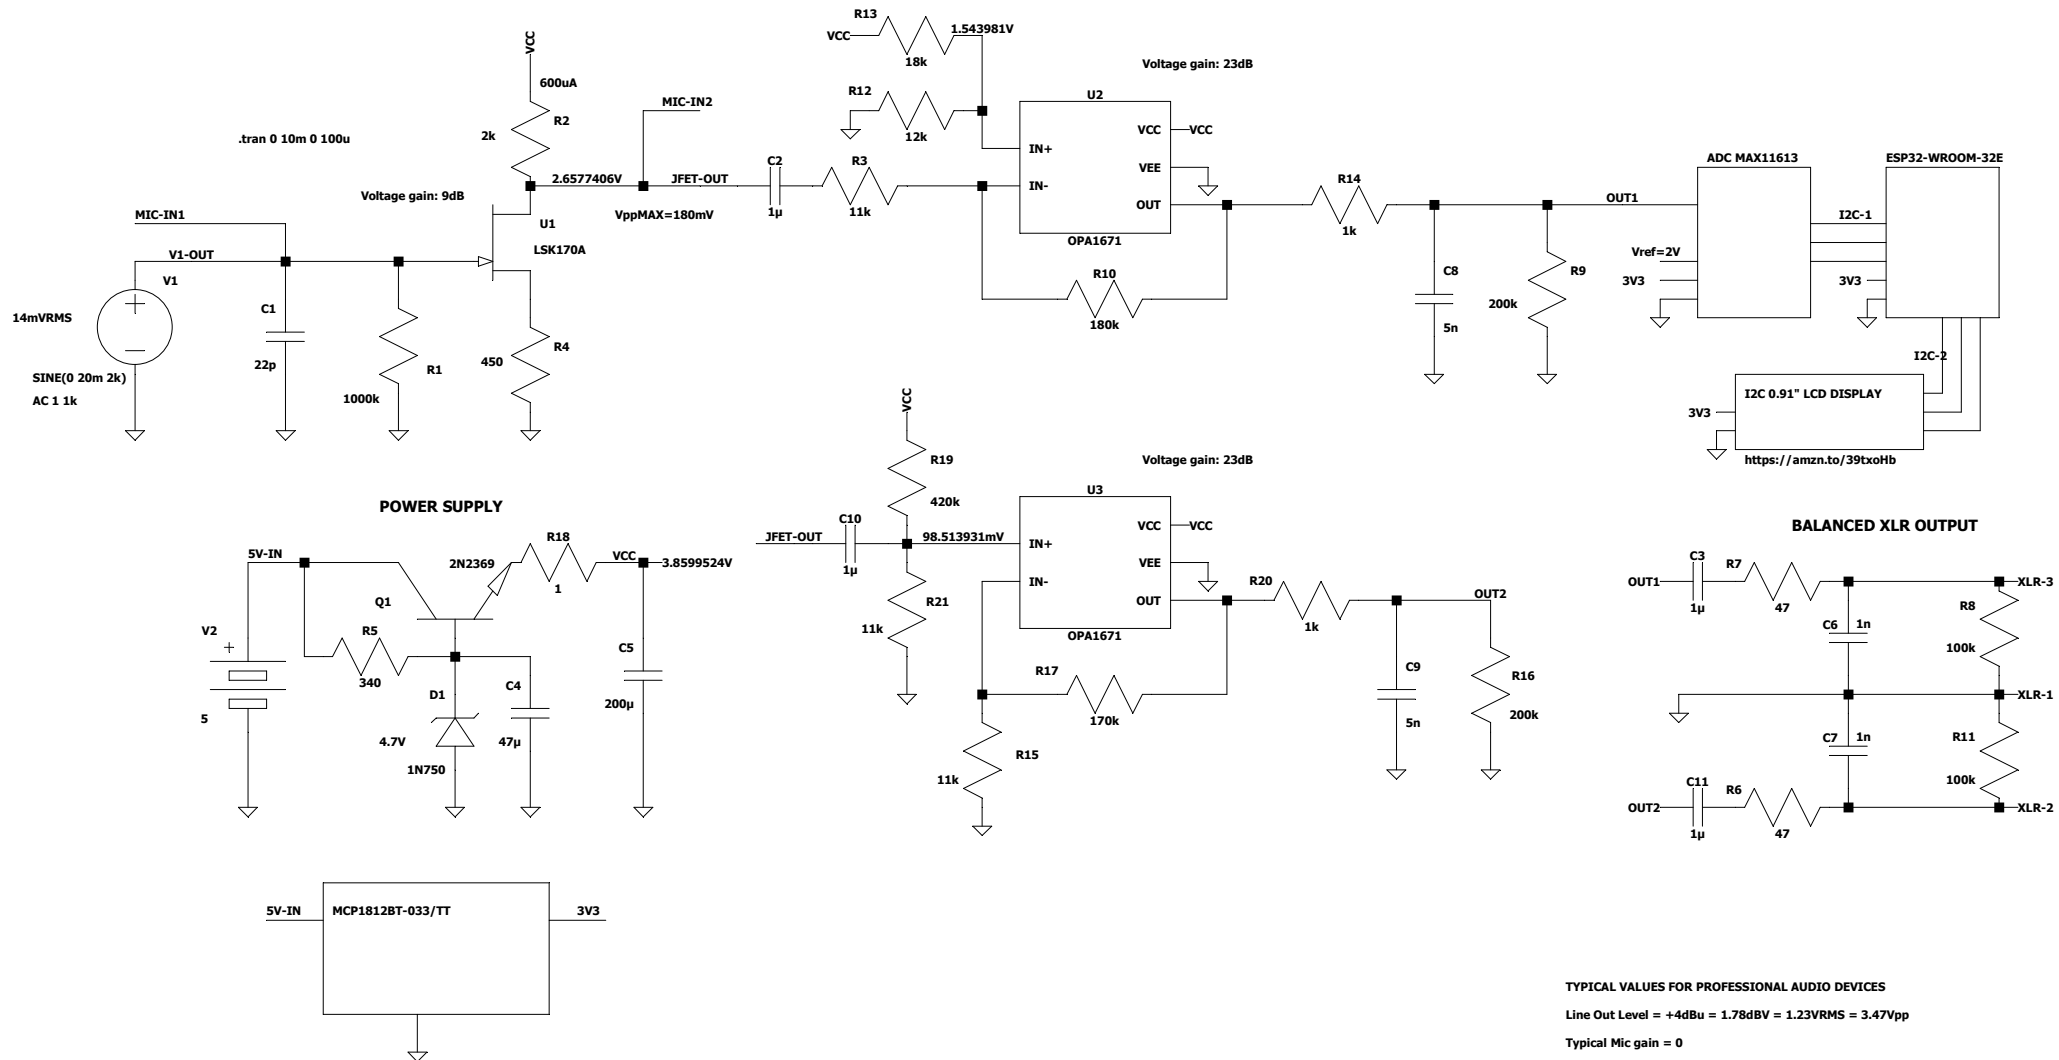 .tran 0 10m 0 100u
VCC
600uA
R2
2k
MIC-IN2
2.6577406V
JFET-OUT
VppMAX=180mV
Voltage gain: 9dB
U1
LSK170A
MIC-IN1
V1-OUT
V1
14mVRMS
SINE(0 20m 2k)
AC 1 1k
C1
22p
R1
1000k
R4
450
C2
1µ
R3
11k
R13
VCC
18k
1.543981V
R12
12k
Voltage gain: 23dB
U2
VCC
VCC
IN+
VEE
IN-
OUT
OPA1671
R10
180k
R14
1k
C8
5n
R9
200k
OUT1
ADC MAX11613
Vref=2V
3V3
I2C-1
ESP32-WROOM-32E
3V3
I2C-2
I2C 0.91" LCD DISPLAY
3V3
https://amzn.to/39txoHb
POWER SUPPLY
5V-IN
2N2369
R18
1
VCC
3.8599524V
Q1
V2
+
5
R5
340
D1
4.7V
1N750
C4
47µ
C5
200µ
VCC
R19
420k
JFET-OUT
C10
1µ
98.513931mV
R21
11k
Voltage gain: 23dB
U3
VCC
VCC
IN+
VEE
IN-
OUT
OPA1671
R17
170k
R15
11k
R20
1k
OUT2
C9
5n
R16
200k
BALANCED XLR OUTPUT
OUT1
C3
1µ
R7
47
XLR-3
C6
1n
R8
100k
XLR-1
C7
1n
R11
100k
OUT2
C11
1µ
R6
47
XLR-2
5V-IN
MCP1812BT-033/TT
3V3
TYPICAL VALUES FOR PROFESSIONAL AUDIO DEVICES
Line Out Level = +4dBu = 1.78dBV = 1.23VRMS = 3.47Vpp
Typical Mic gain = 0